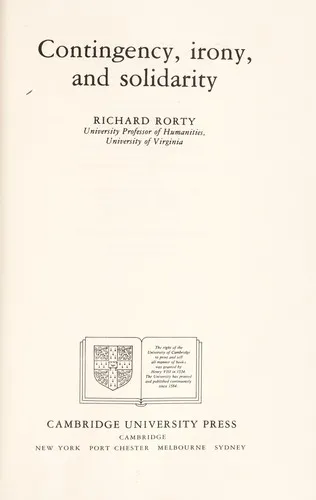 Contingency, irony,
and solidarity
RICHARD RORTY
University Professor of Humanities,
University of Virginia
The right of the
University of Cambridge
to print and sell
all manner of books
was granted by
Henry VIII in 1534.
The University has printed
and published continuously
since 1584.
CAMBRIDGE UNIVERSITY PRESS
CAMBRIDGE
NEW YORK PORT CHESTER MELBOURNE SYDNEY